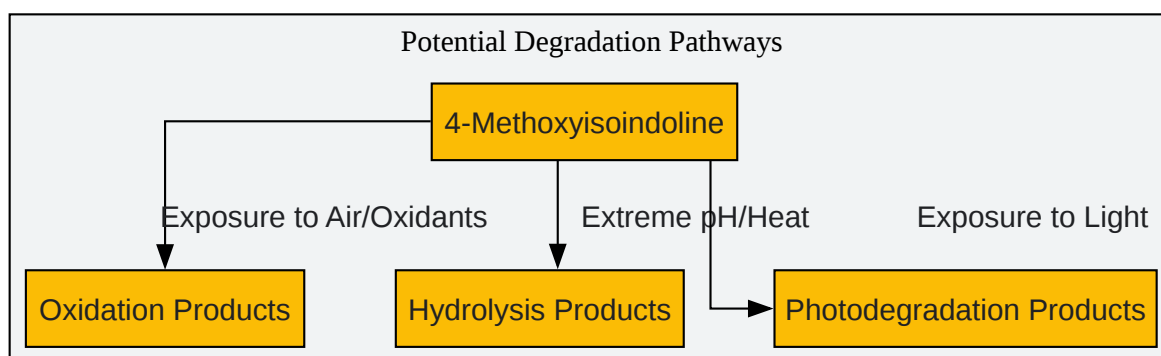 Potential Degradation Pathways
4-Methoxyisoindoline
Exposure to Air/Oxidants
Extreme pH/Heat
Exposure to Light
Oxidation Products
Hydrolysis Products
Photodegradation Products